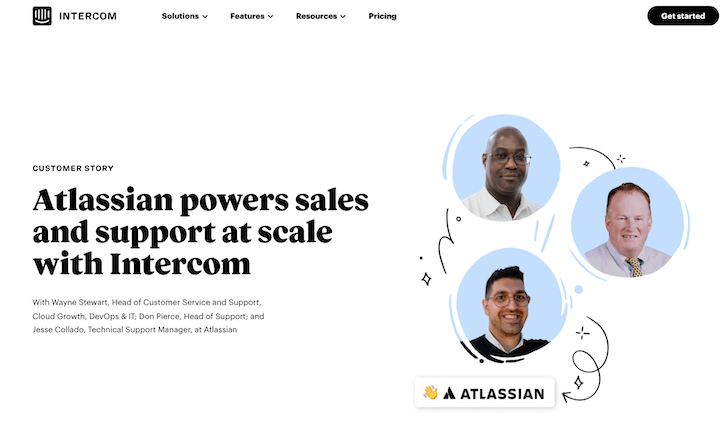 INTERCOM
Solutions
Features
Resources
Pricing
Get started
CUSTOMER STORY
Atlassian powers sales
and support at scale
with Intercom
With Wayne Stewart, Head of Customer Service and Support,
Cloud Growth, DevOps & IT; Don Pierce, Head of Support; and
Jesse Collado, Technical Support Manager, at Atlassian
ATLASSIAN